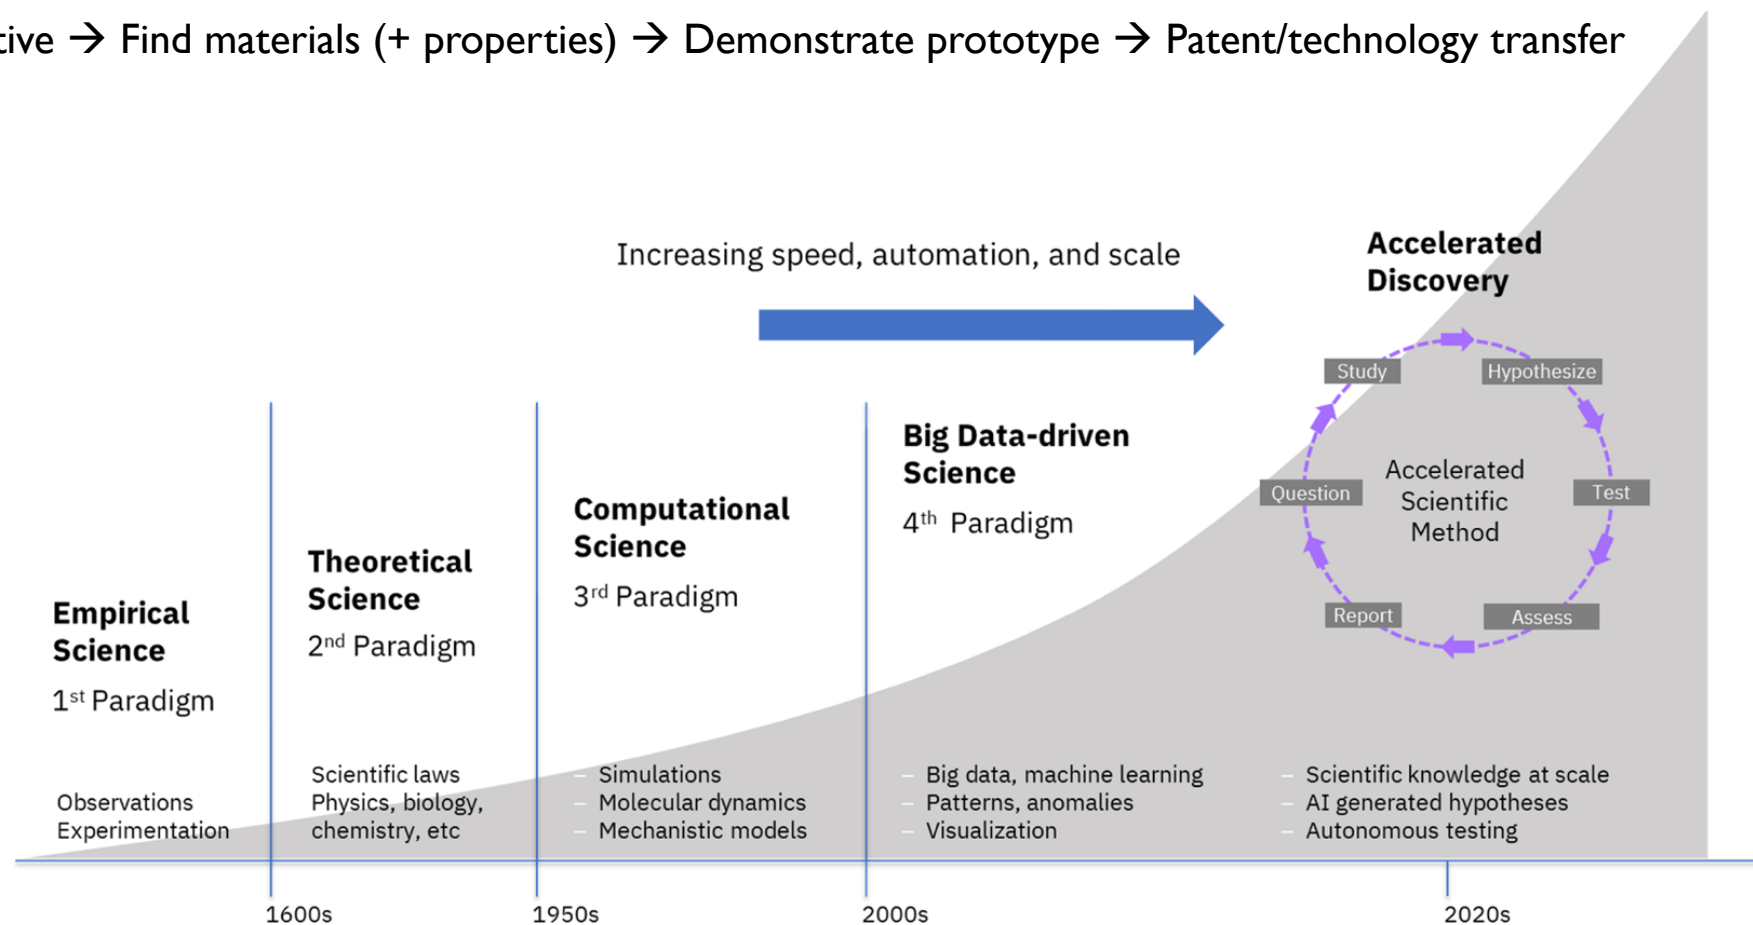 tive → Find materials (+ properties) → Demonstrate prototype → Patent/technology transfer
Increasing speed, automation, and scale
Accelerated
Discovery
Study
Hypothesize
Question
Accelerated
Scientific
Method
Test
Report
Assess
Big Data-driven
Science
4th Paradigm
Computational
Science
3rd Paradigm
Theoretical
Science
2nd Paradigm
Empirical
Science
1st Paradigm
Observations
Experimentation
Scientific laws
Physics, biology,
chemistry, etc
– Simulations
– Molecular dynamics
– Mechanistic models
– Big data, machine learning
– Patterns, anomalies
– Visualization
– Scientific knowledge at scale
– AI generated hypotheses
– Autonomous testing
1600s
1950s
2000s
2020s